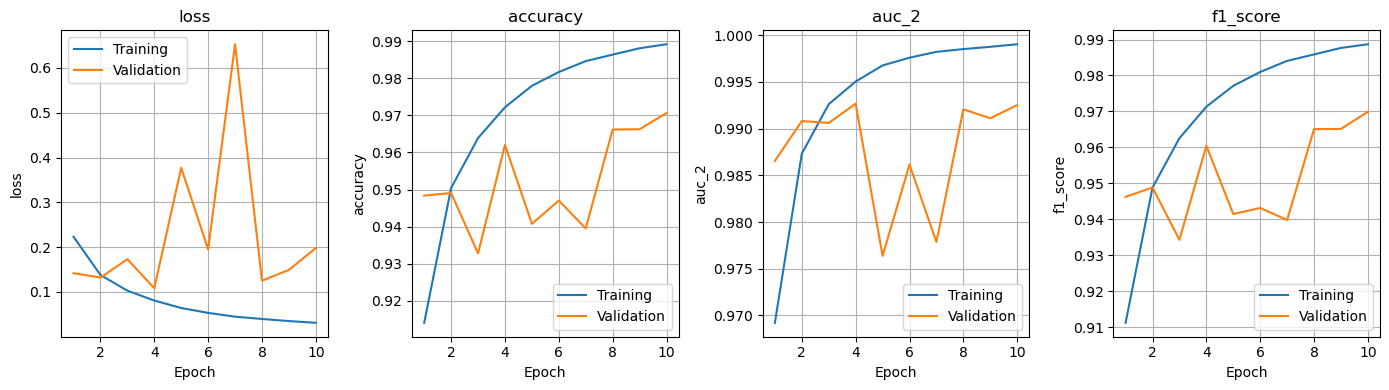 loss
loss
0.6
0.5
0.4
0.3
0.2
0.1
Training
Validation
2 4 6 8 10
Epoch
accuracy
accuracy
0.99
0.98
0.97
0.96
0.95
0.94
0.93
0.92
Training
Validation
2 4 6 8 10
Epoch
auc_2
auc_2
1.000
0.995
0.990
0.985
0.980
0.975
0.970
Training
Validation
2 4 6 8 10
Epoch
f1_score
f1_score
0.99
0.98
0.97
0.96
0.95
0.94
0.93
0.92
0.91
Training
Validation
2 4 6 8 10
Epoch